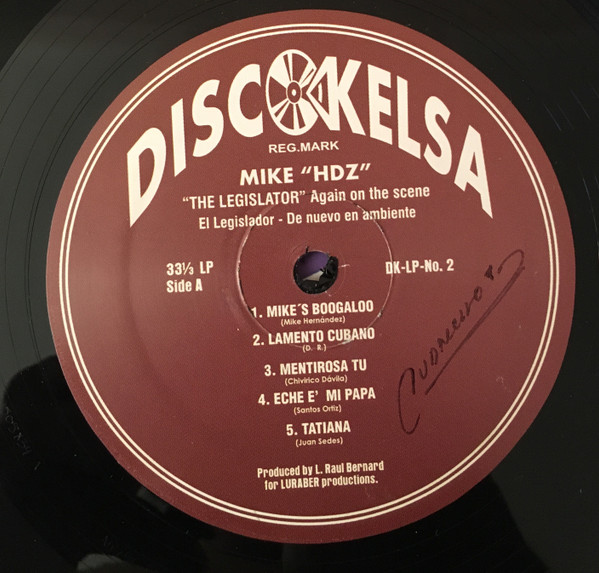 DISCOKELSA
REG.MARK
MIKE "HDZ"
"THE LEGISLATOR" Again on the scene
El Legislador - De nuevo en ambiente
33⅓ LP
Side A
DK-LP-No. 2
1. MIKE´S BOOGALOO
(Mike Hernández)
2. LAMENTO CUBANO
(D. R.)
3. MENTIROSA TU
(Chivirico Dávila)
4. ECHE E' MI PAPA
(Santos Ortiz)
5. TATIANA
(Juan Sedes)
Produced by L. Raul Bernard
for LURABER productions.